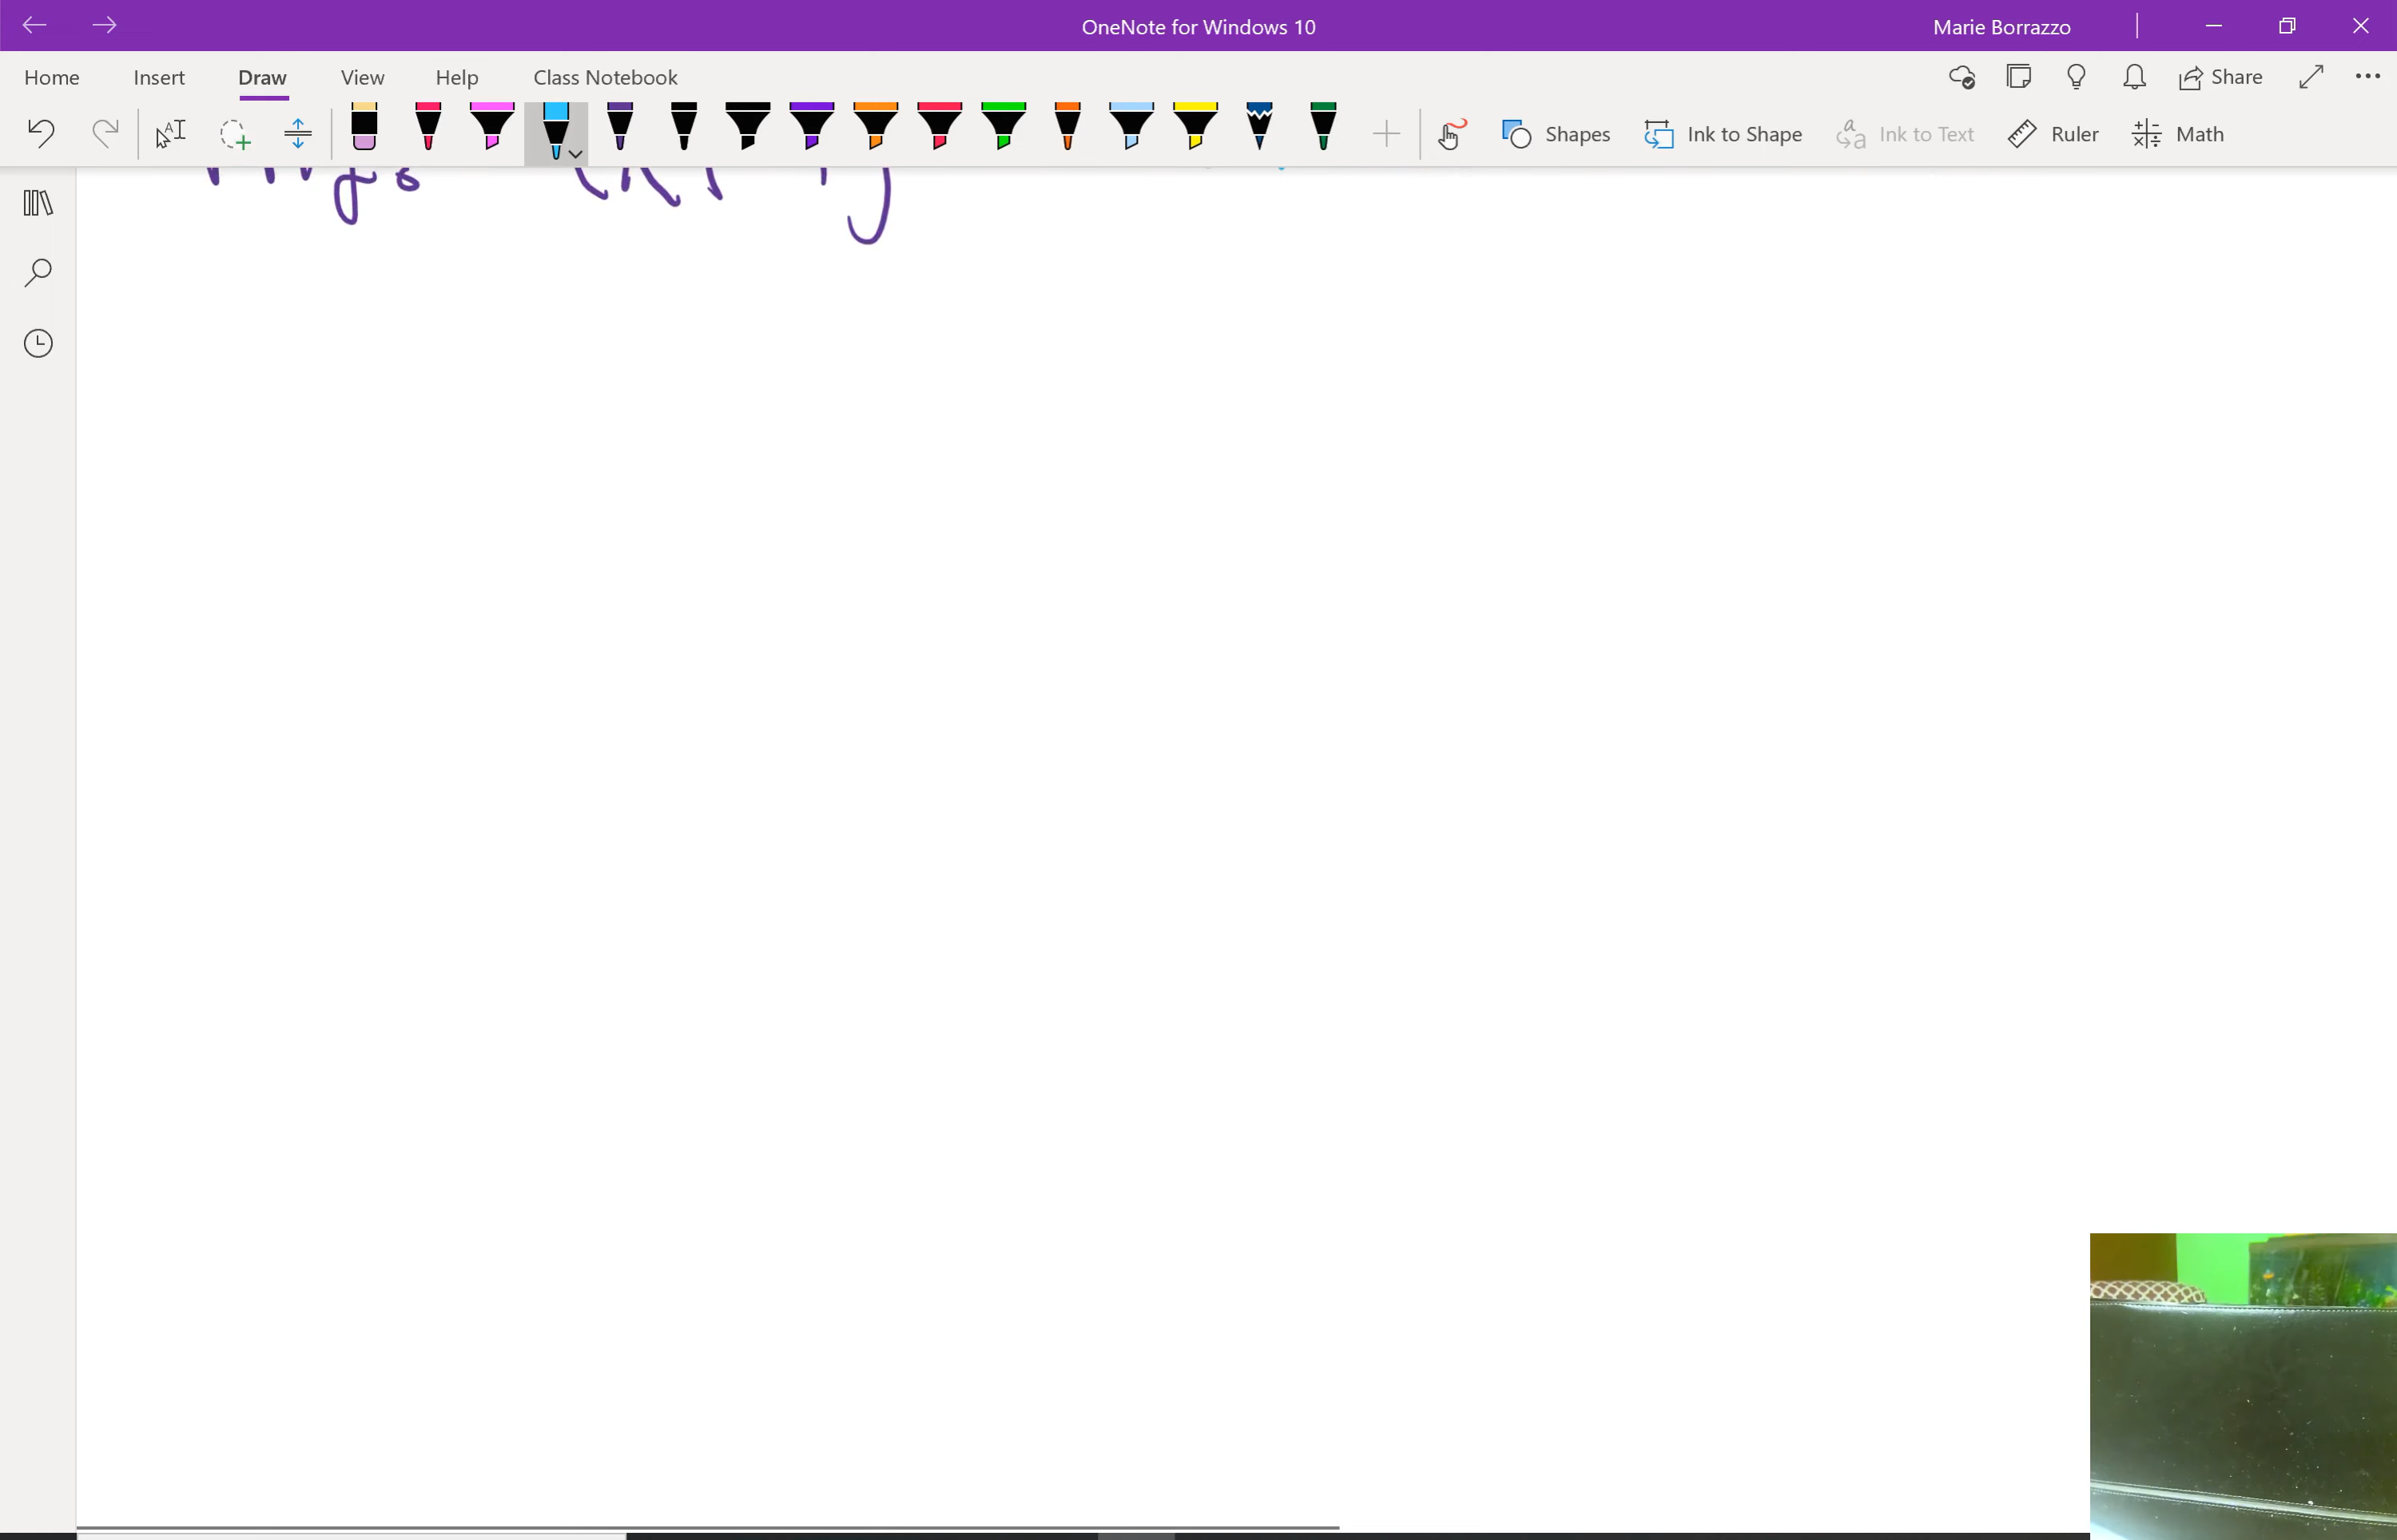 OneNote for Windows 10
Marie Borrazzo
Home Insert Draw View Help Class Notebook
Share
Shapes Ink to Shape Ink to Text Ruler Math